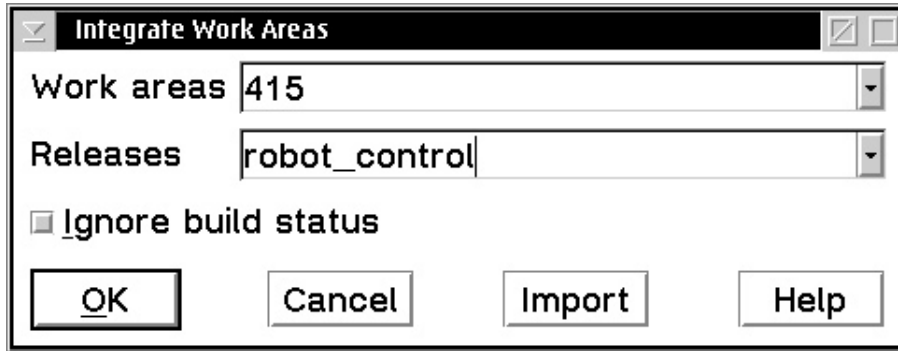 Integrate Work Areas
Work areas 415
Releases robot_control
Ignore build status
OK Cancel Import Help